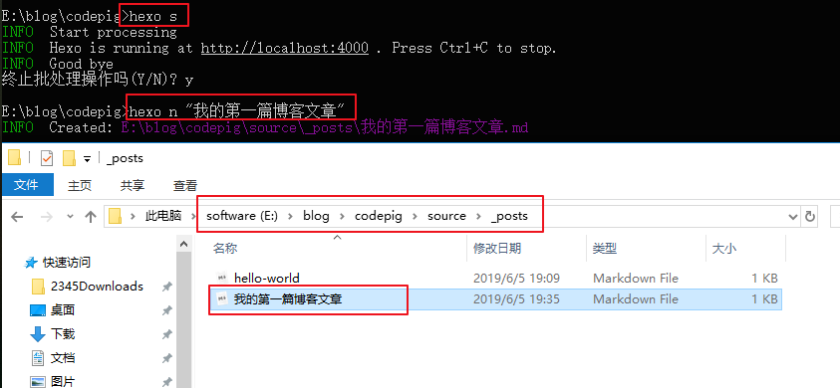 E:\blog\codepig>hexo s
INFO  Start processing
INFO  Hexo is running at http://localhost:4000 . Press Ctrl+C to stop.
INFO  Good bye
终止批处理操作吗(Y/N)? y
E:\blog\codepig>hexo n "我的第一篇博客文章"
INFO  Created: E:\blog\codepig\source\_posts\我的第一篇博客文章.md
_posts
文件 主页 共享 查看
此电脑 software (E:) blog codepig source _posts
名称 修改日期 类型 大小
快速访问
hello-world 2019/6/5 19:09 Markdown File 1 KB
2345Downloads
我的第一篇博客文章 2019/6/5 19:35 Markdown File 1 KB
桌面
下载
文档
图片